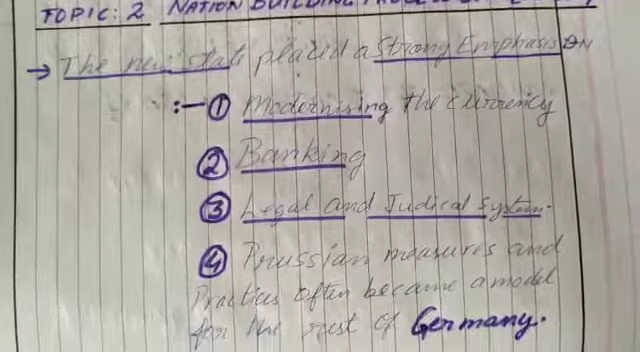 TOPIC: 2 NATION BUILDING
→ The new state placed a Strong Emphasis ON
:- ① Modernising the currency
② Banking
③ Legal and Judical System.
④ Prussian measures and
Practices often became a model
for the rest of Germany.